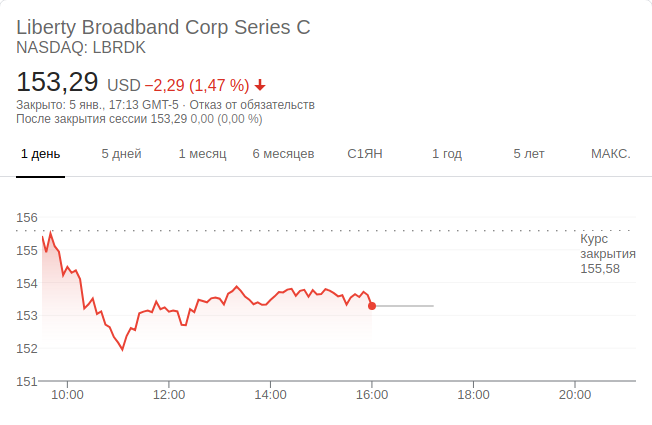 Liberty Broadband Corp Series C
NASDAQ: LBRDK
153,29 USD −2,29 (1,47 %)
Закрыто: 5 янв., 17:13 GMT-5 · Отказ от обязательств
После закрытия сессии 153,29 0,00 (0,00 %)
1 день 5 дней 1 месяц 6 месяцев С1ЯН 1 год 5 лет МАКС.
156
155
154
153
152
151
Курс
закрытия
155,58
10:00 12:00 14:00 16:00 18:00 20:00